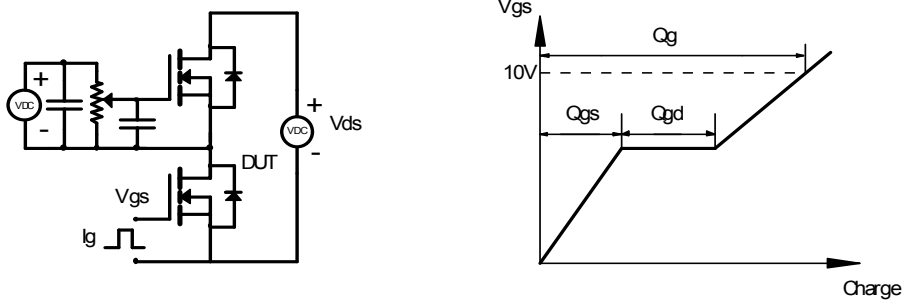 +
VDC
-
+
VDC
-
Vds
DUT
Vgs
Ig
Vgs
Qg
10V
Qgs
Qgd
Charge